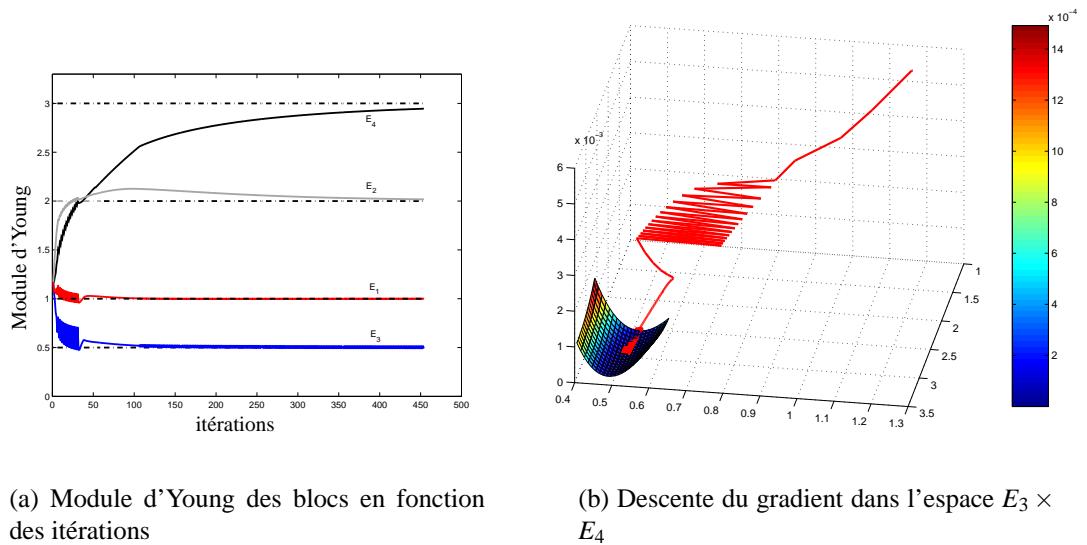 3
2.5
2
1.5
1
0.5
0
0 50 100 150 200 250 300 350 400 450 500
E4
E2
E1
E3
Module d'Young
itérations
x 10−3
6
5
4
3
2
1
0
0.4 0.5 0.6 0.7 0.8 0.9 1 1.1 1.2 1.3
1
1.5
2
2.5
3
3.5
x 10−4
14
12
10
8
6
4
2
(a) Module d'Young des blocs en fonction
des itérations
(b) Descente du gradient dans l'espace E3 ×
E4